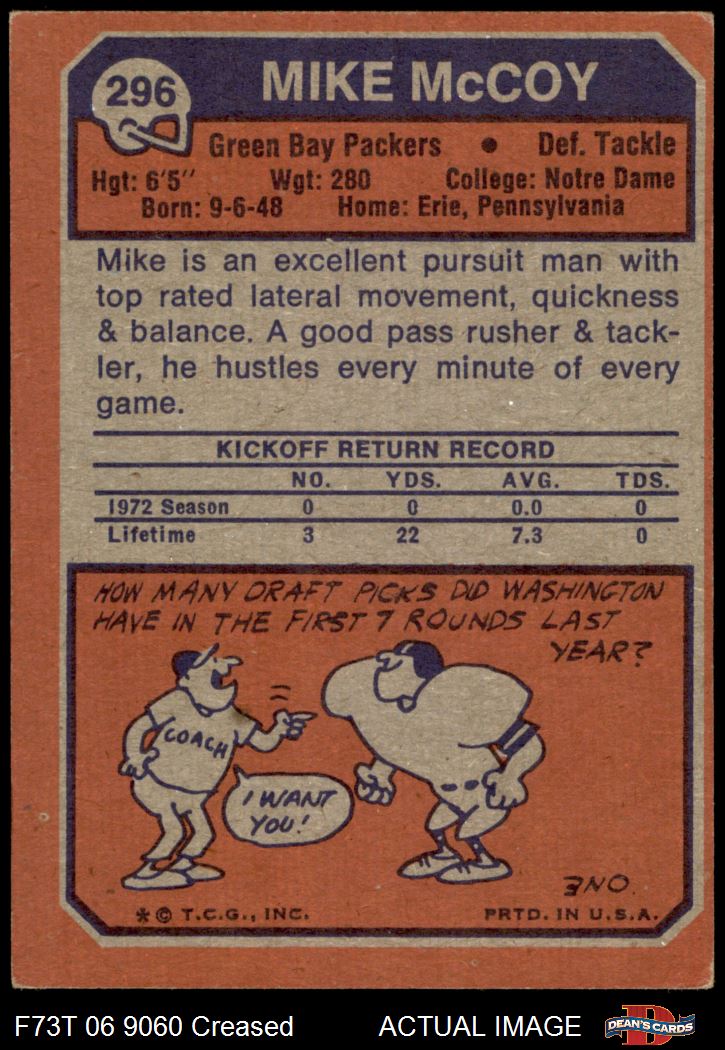 296
MIKE McCOY
Green Bay Packers • Def. Tackle
Hgt: 6'5" Wgt: 280 College: Notre Dame
Born: 9-6-48 Home: Erie, Pennsylvania
Mike is an excellent pursuit man with
top rated lateral movement, quickness
& balance. A good pass rusher & tack-
ler, he hustles every minute of every
game.
KICKOFF RETURN RECORD
NO. YDS. AVG. TDS.
1972 Season 0 0 0.0 0
Lifetime 3 22 7.3 0
HOW MANY DRAFT PICKS DID WASHINGTON
HAVE IN THE FIRST 7 ROUNDS LAST
YEAR?
COACH
I WANT
YOU!
ONE
* © T.C.G., INC. PRTD. IN U.S.A.
F73T 06 9060 Creased ACTUAL IMAGE
D
DEAN'S CARDS